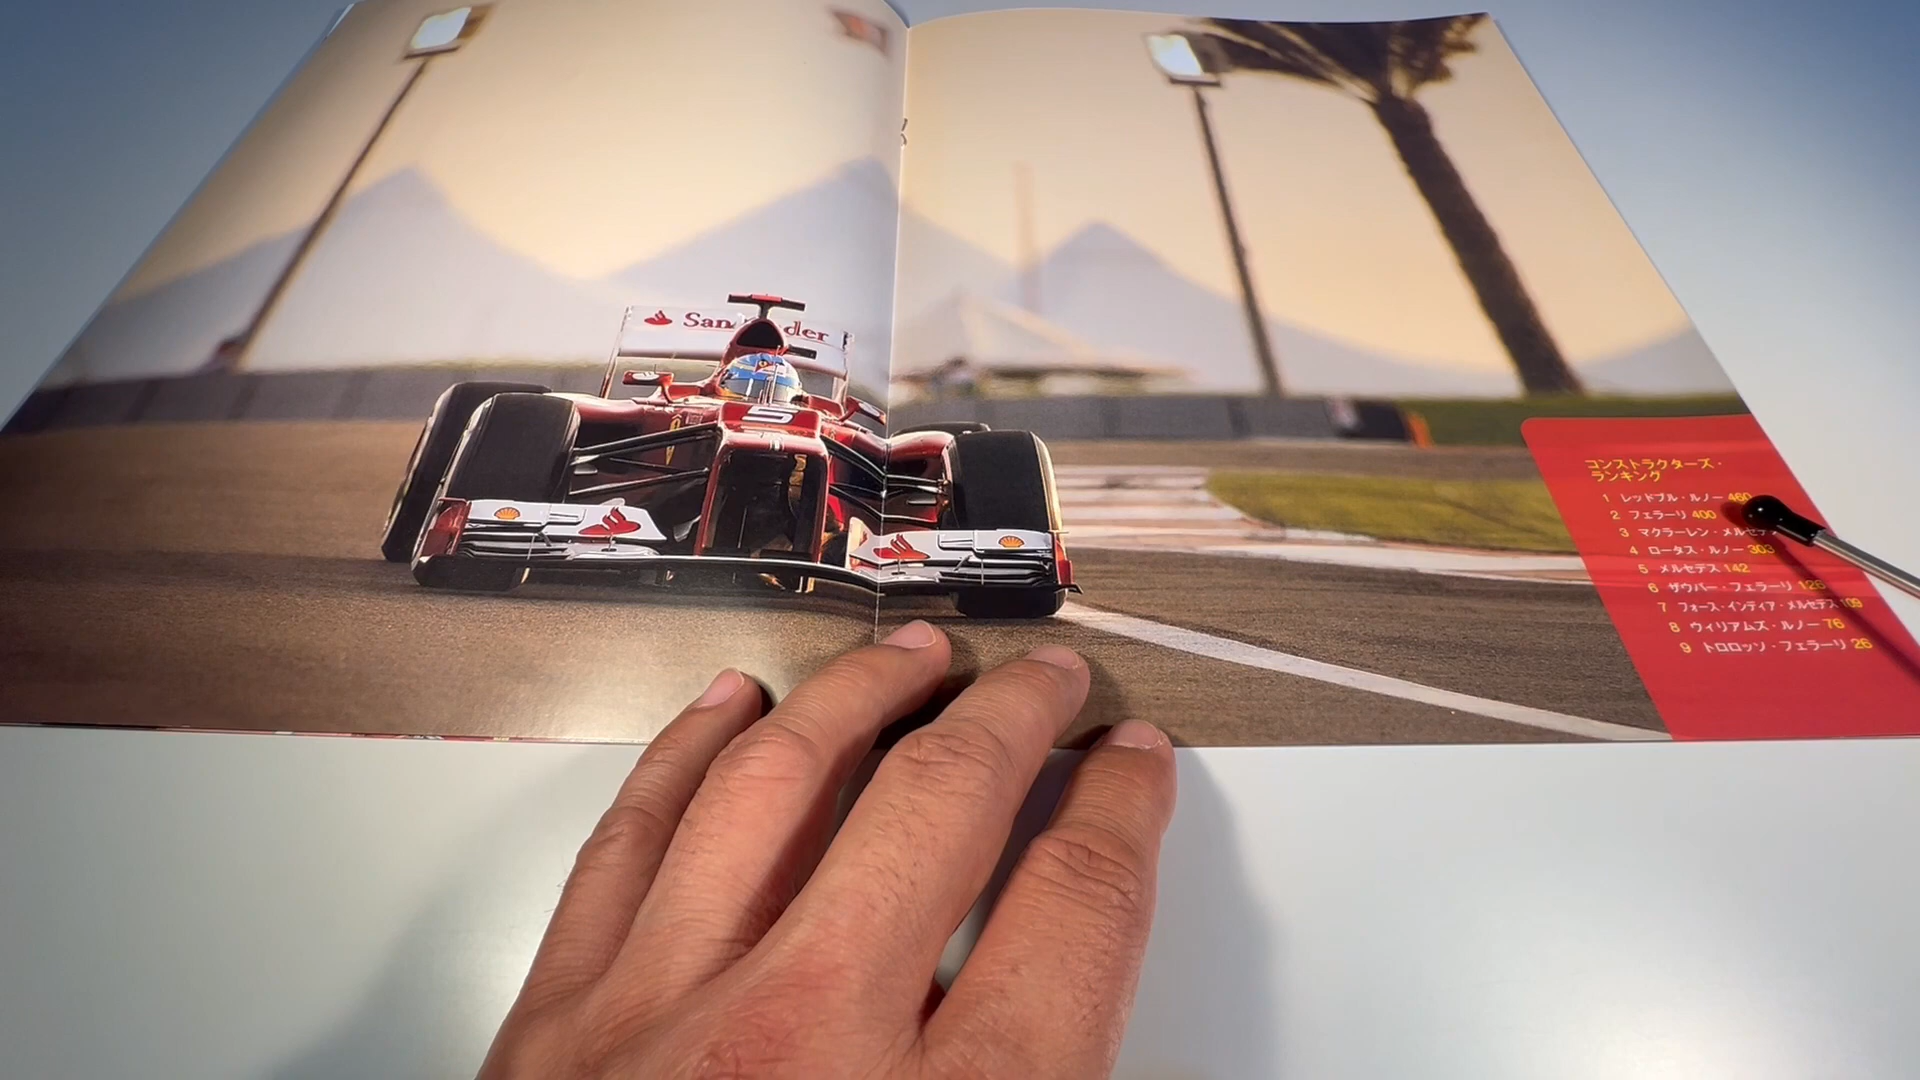 Santander
5
コンストラクターズ・
ランキング
1 レッドブル・ルノー 460
2 フェラーリ 400
3 マクラーレン・メルセデス
4 ロータス・ルノー 303
5 メルセデス 142
6 ザウバー・フェラーリ 126
7 フォース・インディア・メルセデス 109
8 ウィリアムズ・ルノー 76
9 トロロッソ・フェラーリ 26